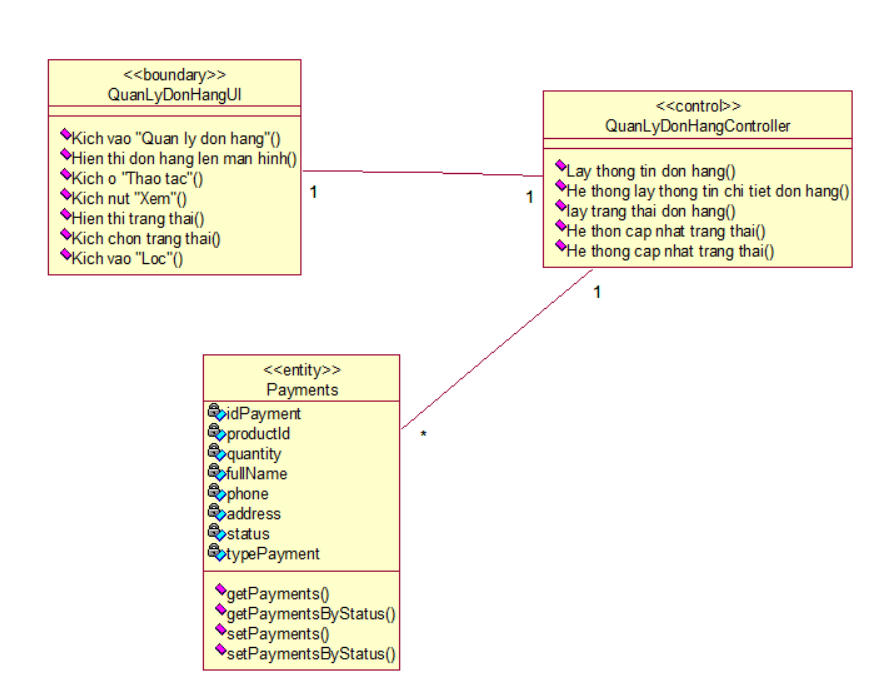 <<boundary>>
QuanLyDonHangUI
Kich vao "Quan ly don hang"()
Hien thi don hang len man hinh()
Kich o "Thao tac"()
Kich nut "Xem"()
Hien thi trang thai()
Kich chon trang thai()
Kich vao "Loc"()
1
1
<<control>>
QuanLyDonHangController
Lay thong tin don hang()
He thong lay thong tin chi tiet don hang()
lay trang thai don hang()
He thon cap nhat trang thai()
He thong cap nhat trang thai()
1
*
<<entity>>
Payments
idPayment
productId
quantity
fullName
phone
address
status
typePayment
getPayments()
getPaymentsByStatus()
setPayments()
setPaymentsByStatus()